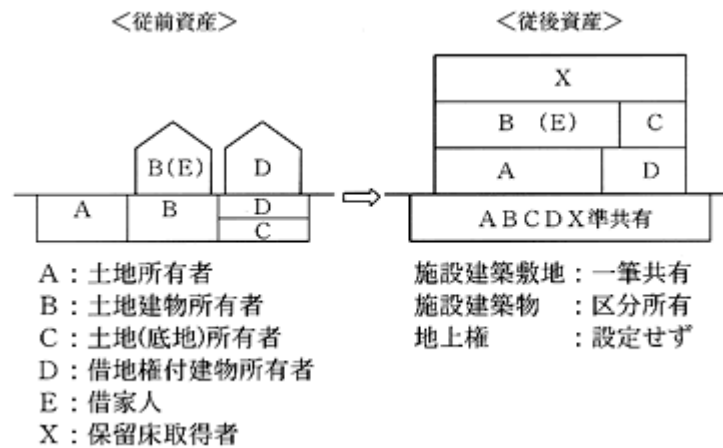 <従前資産>
<従後資産>
B(E)
D
A
B
D
C
X
B (E)
C
A
D
ABCDX準共有
A:土地所有者
B:土地建物所有者
C:土地(底地)所有者
D:借地権付建物所有者
E:借家人
X:保留床取得者
施設建築敷地:一筆共有
施設建築物 :区分所有
地上権 :設定せず